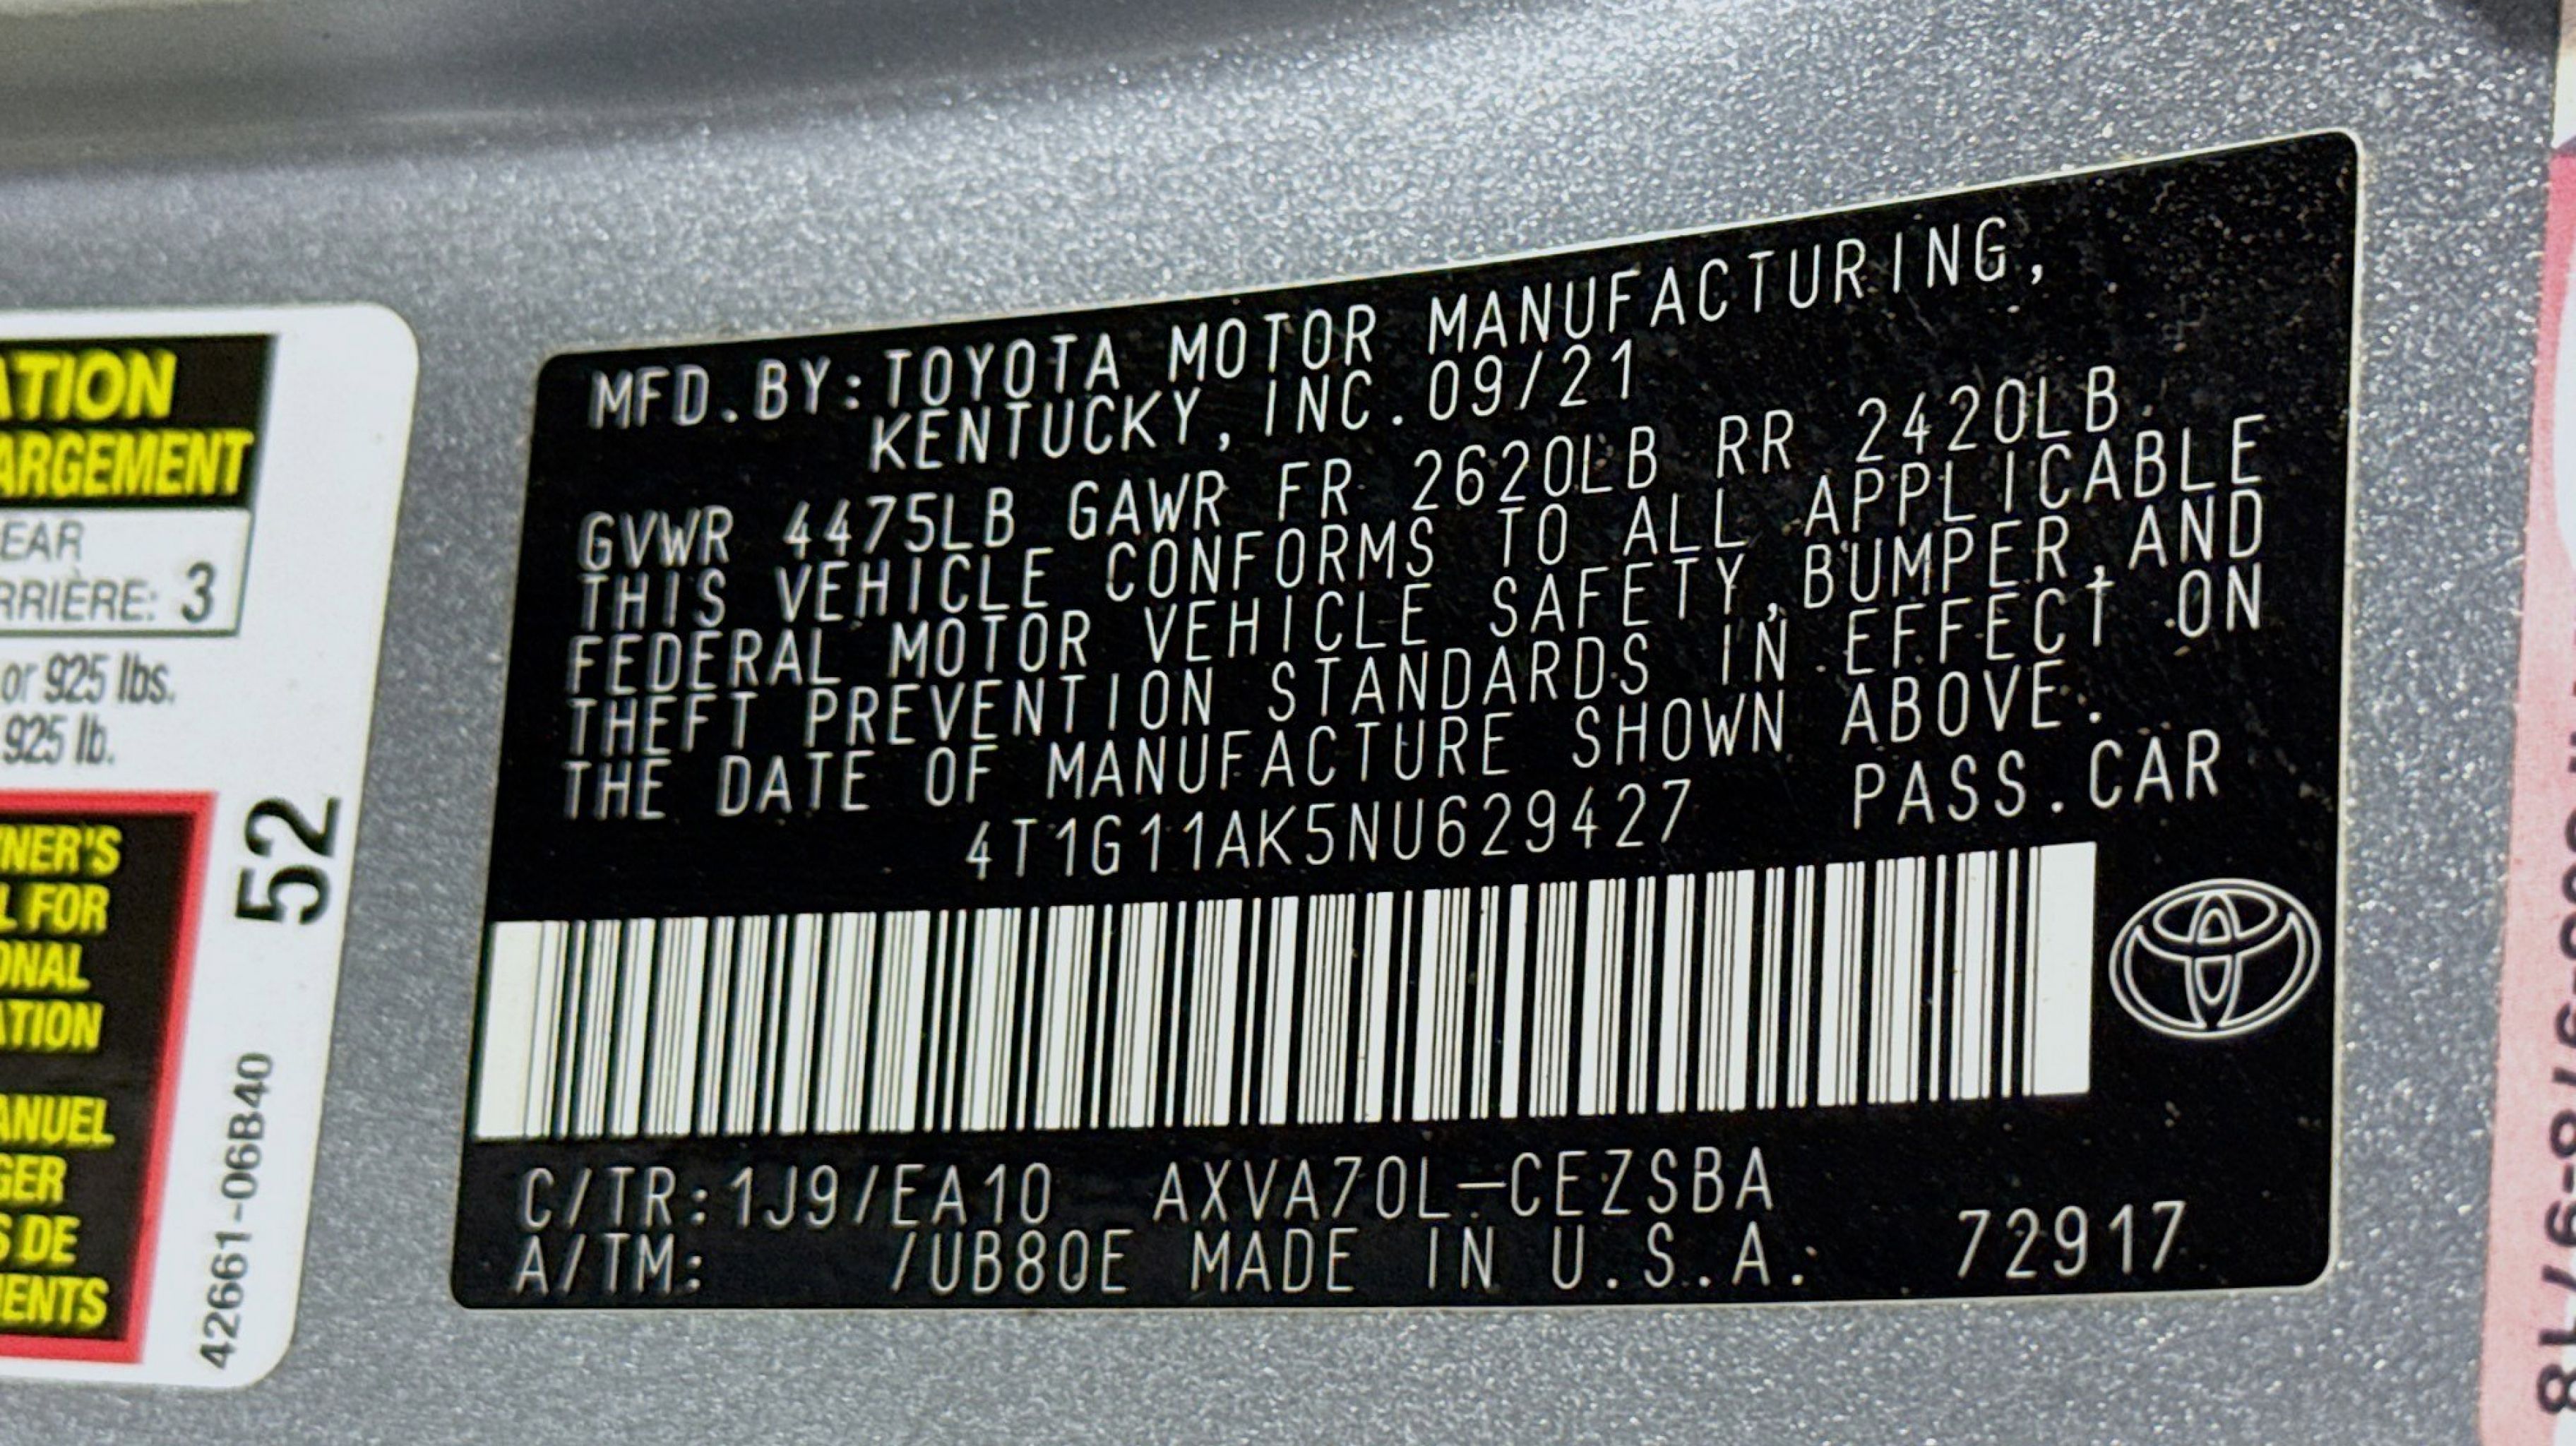 ATION
ARGEMENT
EAR
RRIÈRE: 3
or 925 lbs.
925 lb.
NER'S
L FOR
ONAL
ATION
ANUEL
GER
S DE
IENTS
52
42661-06B40
MFD.BY:TOYOTA MOTOR MANUFACTURING,
KENTUCKY, INC.09/21
GVWR 4475LB GAWR FR 2620LB RR 2420LB
THIS VEHICLE CONFORMS TO ALL APPLICABLE
FEDERAL MOTOR VEHICLE SAFETY,BUMPER,AND
THEFT PREVENTION STANDARDS IN EFFECT ON
THE DATE OF MANUFACTURE SHOWN ABOVE.
4T1G11AK5NU629427 PASS.CAR
C/TR:1J9/EA10 AXVA70L-CEZSBA
A/TM: /UB80E MADE IN U.S.A. 72917